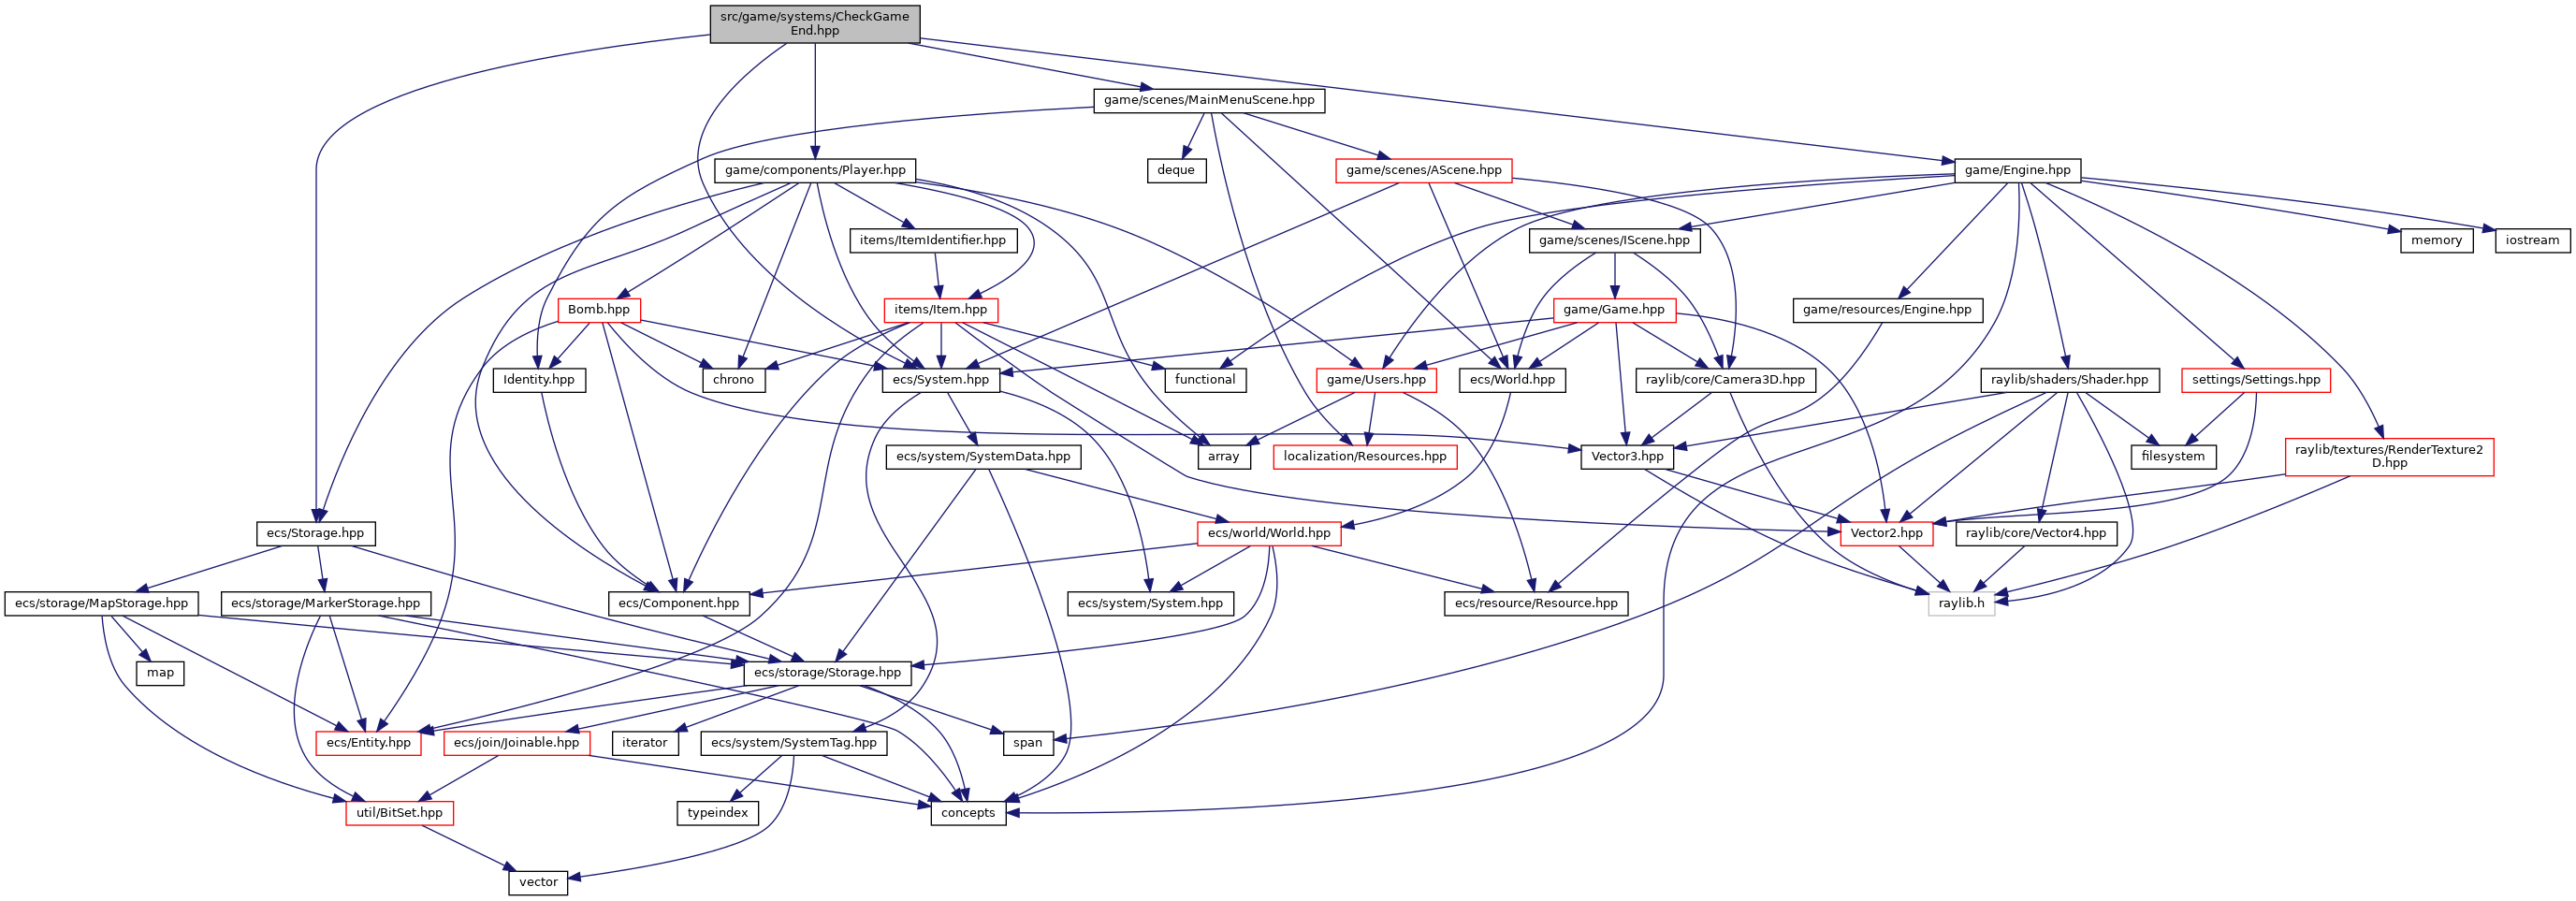 src/game/systems/CheckGame
End.hpp
game/scenes/MainMenuScene.hpp
game/components/Player.hpp
deque
game/scenes/AScene.hpp
game/Engine.hpp
items/ItemIdentifier.hpp
game/scenes/IScene.hpp
memory
iostream
Bomb.hpp
items/Item.hpp
game/Game.hpp
game/resources/Engine.hpp
Identity.hpp
chrono
ecs/System.hpp
functional
game/Users.hpp
ecs/World.hpp
raylib/core/Camera3D.hpp
raylib/shaders/Shader.hpp
settings/Settings.hpp
ecs/system/SystemData.hpp
array
localization/Resources.hpp
Vector3.hpp
filesystem
raylib/textures/RenderTexture2
D.hpp
ecs/Storage.hpp
ecs/world/World.hpp
Vector2.hpp
raylib/core/Vector4.hpp
ecs/storage/MapStorage.hpp
ecs/storage/MarkerStorage.hpp
ecs/Component.hpp
ecs/system/System.hpp
ecs/resource/Resource.hpp
raylib.h
map
ecs/storage/Storage.hpp
ecs/Entity.hpp
ecs/join/Joinable.hpp
iterator
ecs/system/SystemTag.hpp
span
util/BitSet.hpp
typeindex
concepts
vector